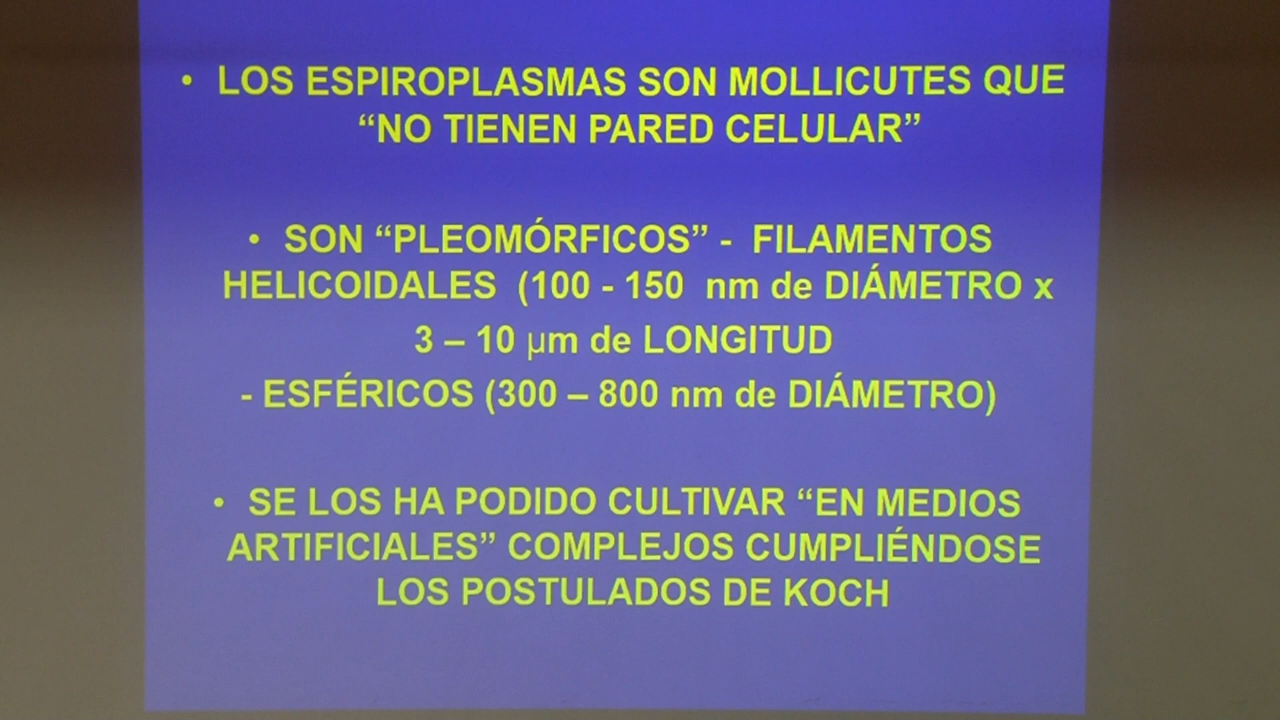 • LOS ESPIROPLASMAS SON MOLLICUTES QUE
“NO TIENEN PARED CELULAR”
• SON “PLEOMÓRFICOS” - FILAMENTOS
HELICOIDALES (100 - 150 nm de DIÁMETRO x
3 – 10 µm de LONGITUD
- ESFÉRICOS (300 – 800 nm de DIÁMETRO)
• SE LOS HA PODIDO CULTIVAR “EN MEDIOS
ARTIFICIALES” COMPLEJOS CUMPLIÉNDOSE
LOS POSTULADOS DE KOCH